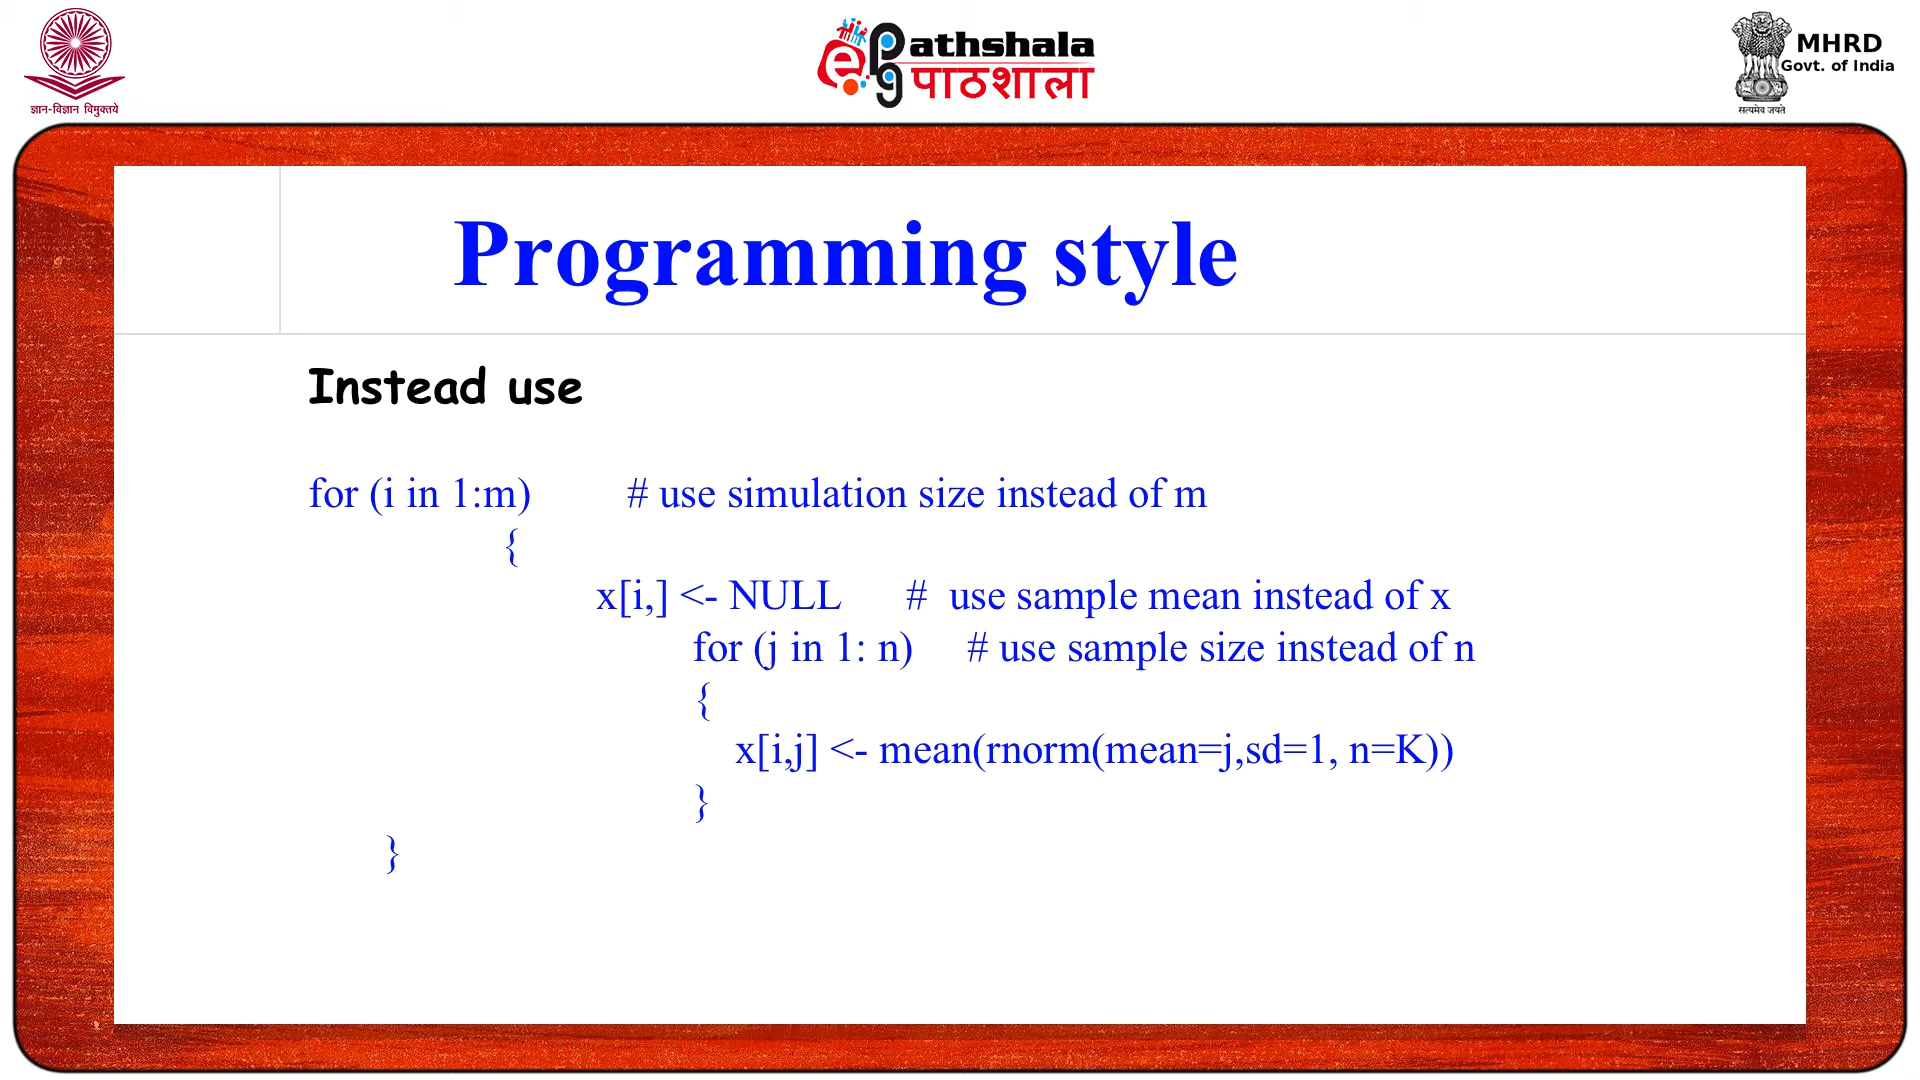 ज्ञान-विज्ञान विमुक्तये
ePG Pathshala
पाठशाला
MHRD
Govt. of India
सत्यमेव जयते
Programming style
Instead use
for (i in 1:m) # use simulation size instead of m
{
x[i,] <- NULL # use sample mean instead of x
for (j in 1: n) # use sample size instead of n
{
x[i,j] <- mean(rnorm(mean=j,sd=1, n=K))
}
}